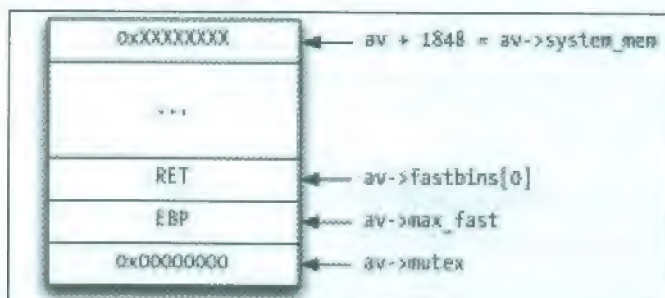 0xXXXXXXXX av + 1848 = av->system_mem
...
RET av->fastbins[0]
EBP av->max_fast
0x00000000 av->mutex